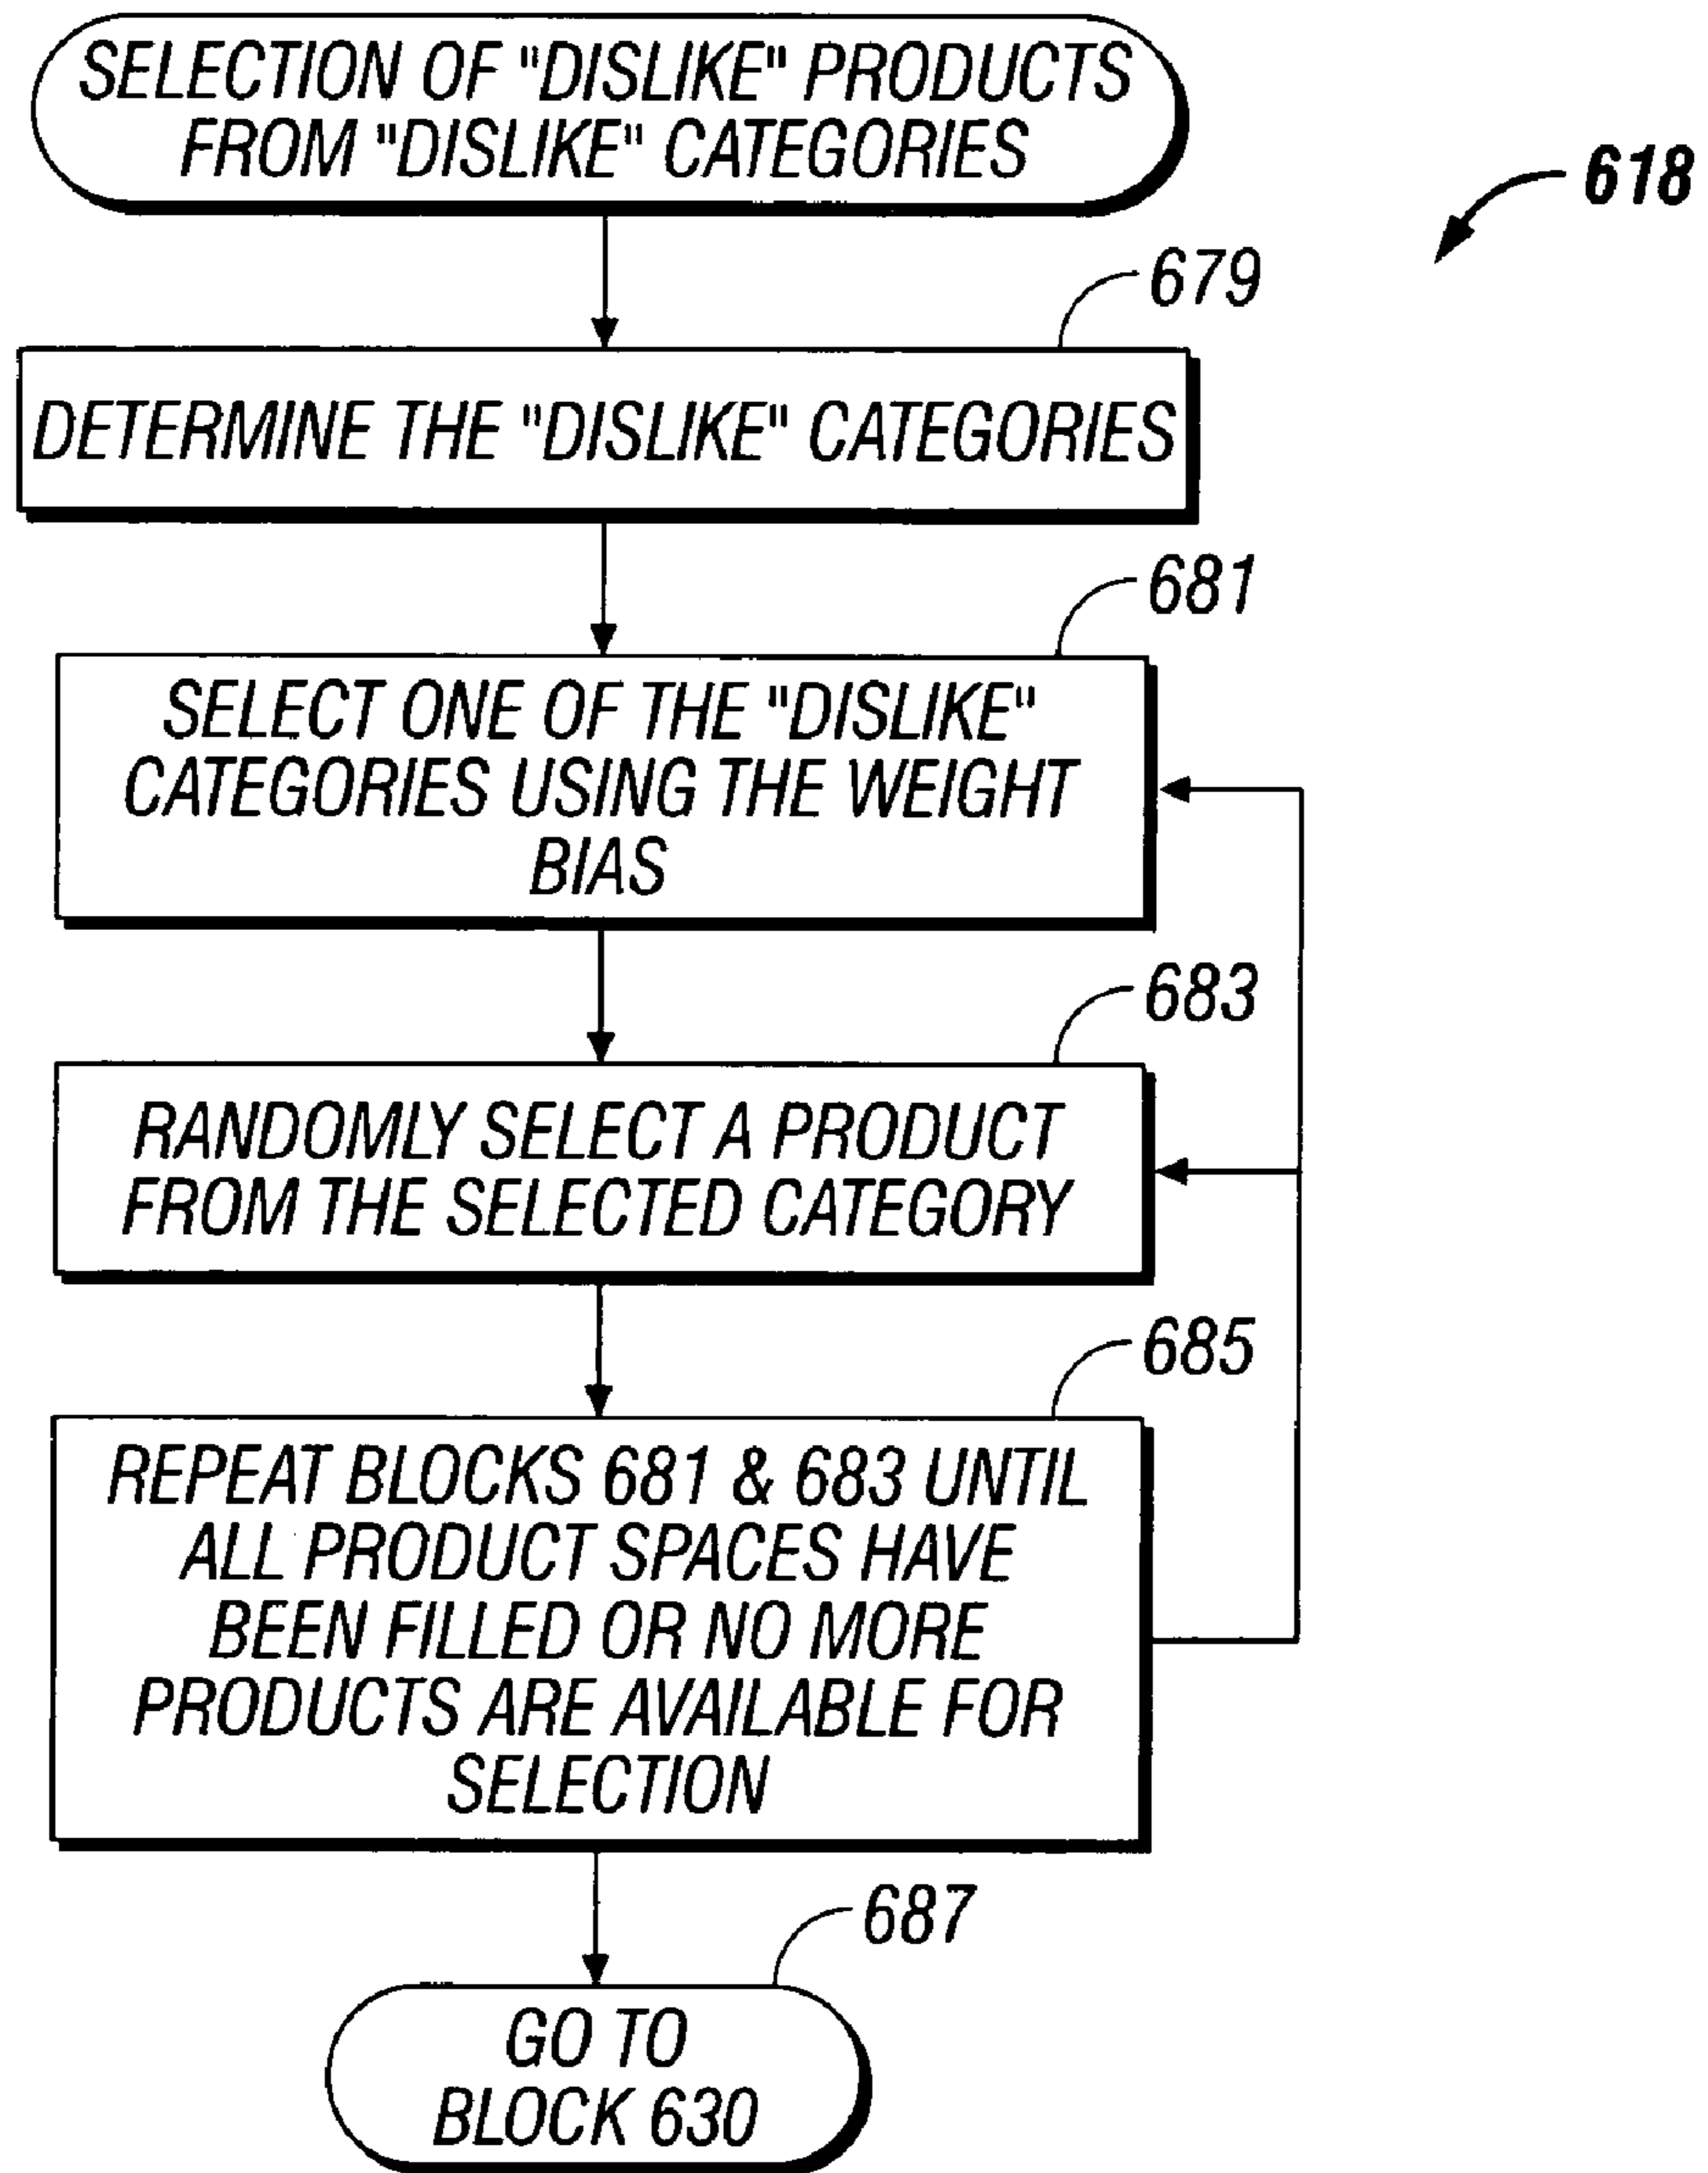 SELECTION OF "DISLIKE" PRODUCTS
FROM "DISLIKE" CATEGORIES
618
679
DETERMINE THE "DISLIKE" CATEGORIES
681
SELECT ONE OF THE "DISLIKE"
CATEGORIES USING THE WEIGHT
BIAS
683
RANDOMLY SELECT A PRODUCT
FROM THE SELECTED CATEGORY
685
REPEAT BLOCKS 681 & 683 UNTIL
ALL PRODUCT SPACES HAVE
BEEN FILLED OR NO MORE
PRODUCTS ARE AVAILABLE FOR
SELECTION
687
GO TO
BLOCK 630